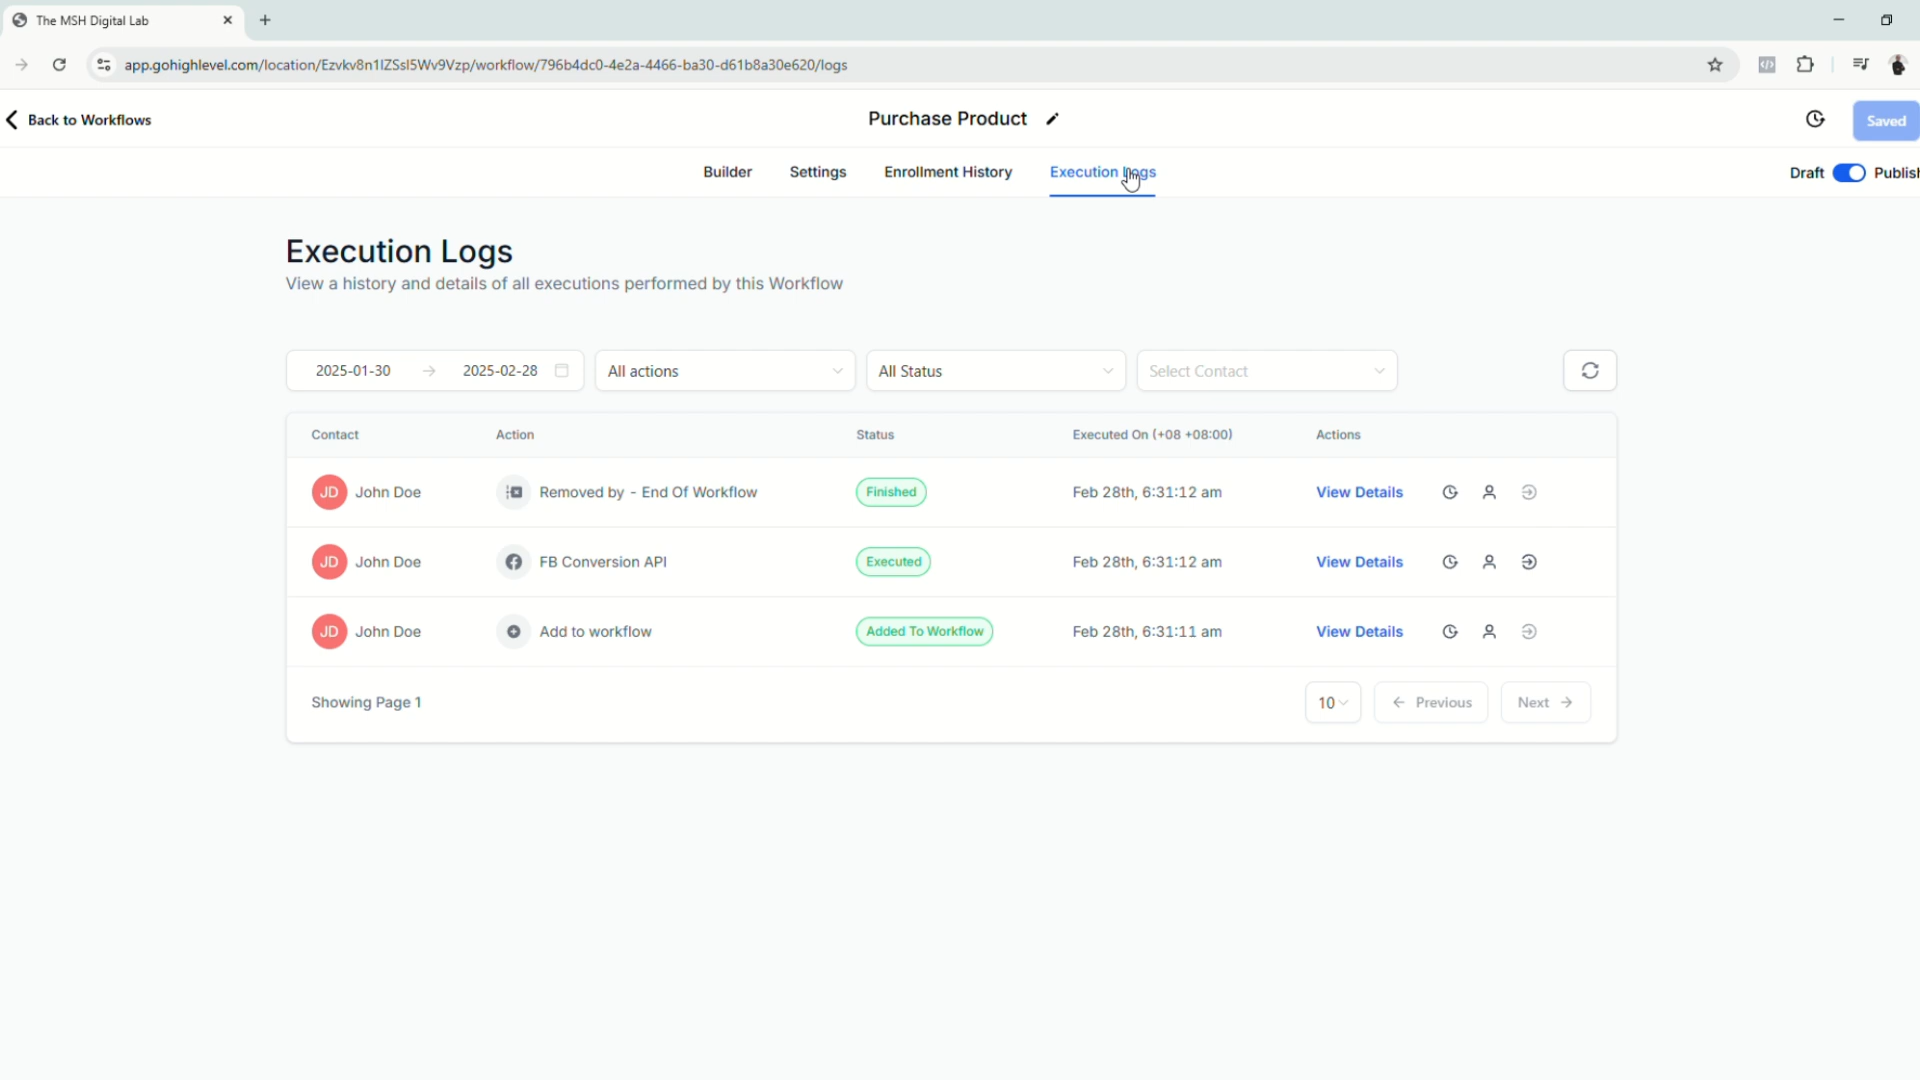 The MSH Digital Lab
app.gohighlevel.com/location/Ezvkv8n1IZSsI5Wv9Vzp/workflow/796b4dc0-4e2a-4466-ba30-d61b8a30e620/logs
Back to Workflows
Purchase Product
Saved
Builder
Settings
Enrollment History
Execution Logs
Draft
Publish
Execution Logs
View a history and details of all executions performed by this Workflow
2025-01-30 → 2025-02-28
All actions
All Status
Select Contact
Contact Action Status Executed On (+08 +08:00) Actions
JD John Doe Removed by - End Of Workflow Finished Feb 28th, 6:31:12 am View Details
JD John Doe FB Conversion API Executed Feb 28th, 6:31:12 am View Details
JD John Doe Add to workflow Added To Workflow Feb 28th, 6:31:11 am View Details
Showing Page 1
10
← Previous
Next →